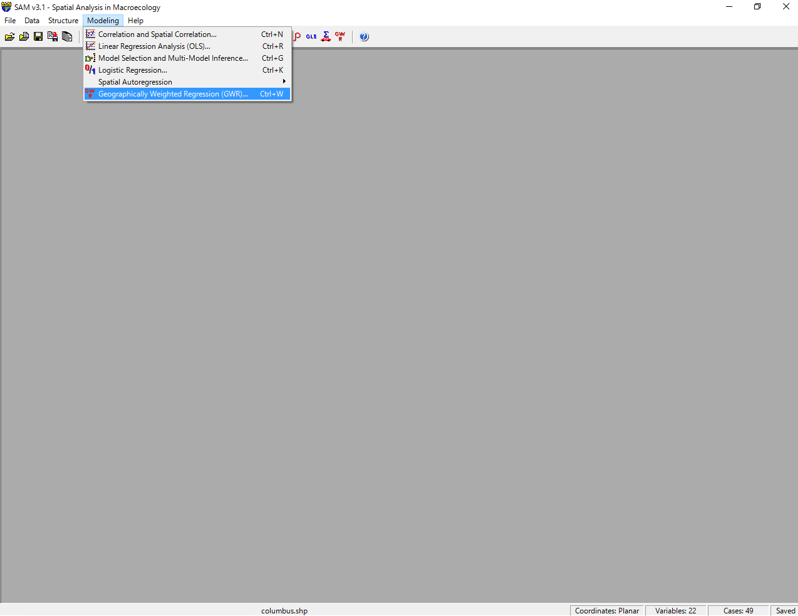 SAM v3.1 - Spatial Analysis in Macroecology
File Data Structure Modeling Help
Correlation and Spatial Correlation... Ctrl+N
Linear Regression Analysis (OLS)... Ctrl+R
Model Selection and Multi-Model Inference... Ctrl+G
Logistic Regression... Ctrl+K
Spatial Autoregression
Geographically Weighted Regression (GWR)... Ctrl+W
GLS GW R
columbus.shp Coordinates: Planar Variables: 22 Cases: 49 Saved